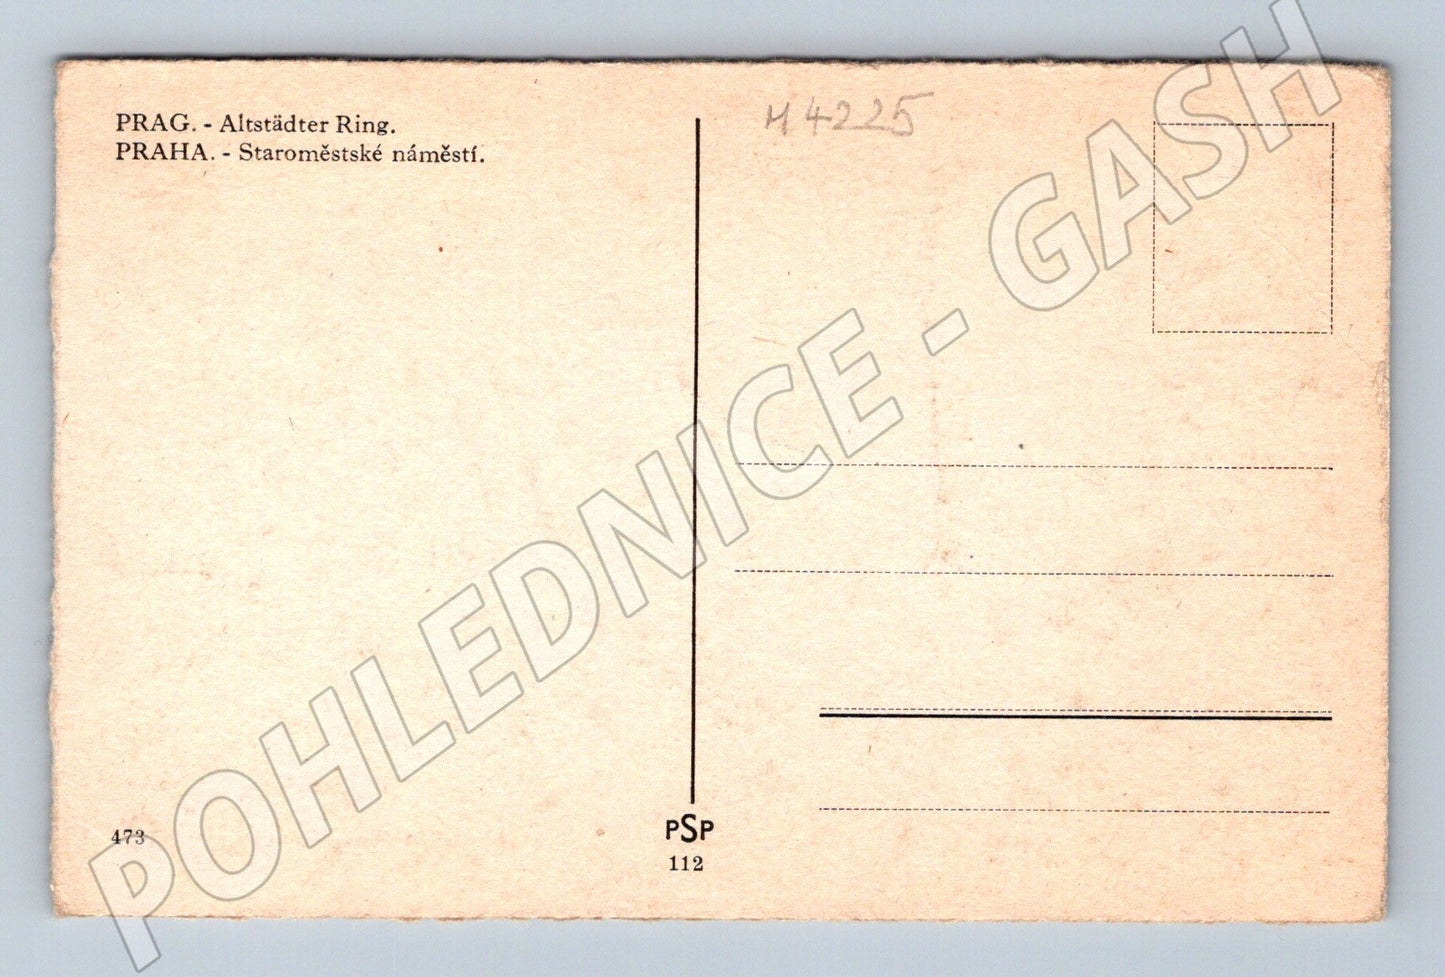 PRAG. - Altstädter Ring.
PRAHA. - Staroměstské náměstí.
M 4225
473
PSP
112
POHLEDNICE - GASH